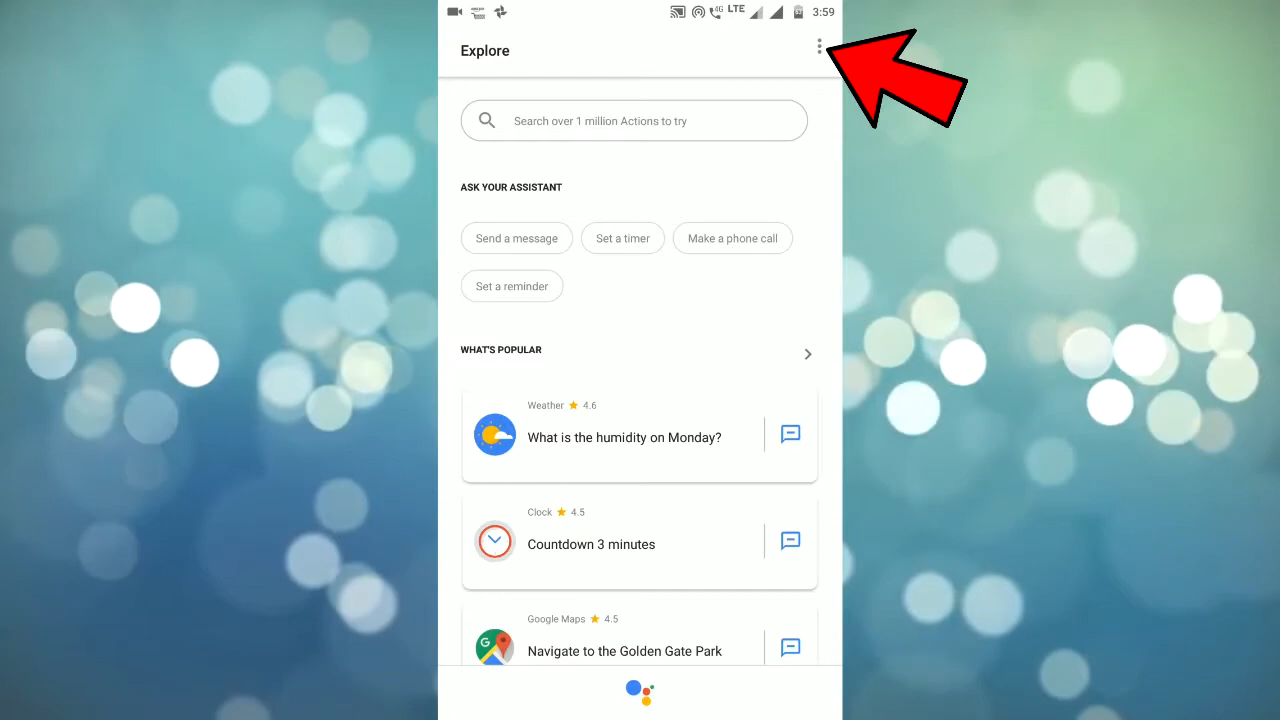 4G LTE 3:59
Explore
Search over 1 million Actions to try
ASK YOUR ASSISTANT
Send a message Set a timer Make a phone call
Set a reminder
WHAT'S POPULAR
Weather ★ 4.6
What is the humidity on Monday?
Clock ★ 4.5
Countdown 3 minutes
Google Maps ★ 4.5
G
Navigate to the Golden Gate Park